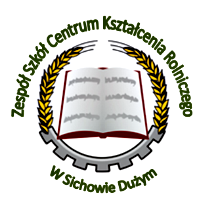 Zespół Szkół Centrum Kształcenia Rolniczego
W Sichowie Dużym